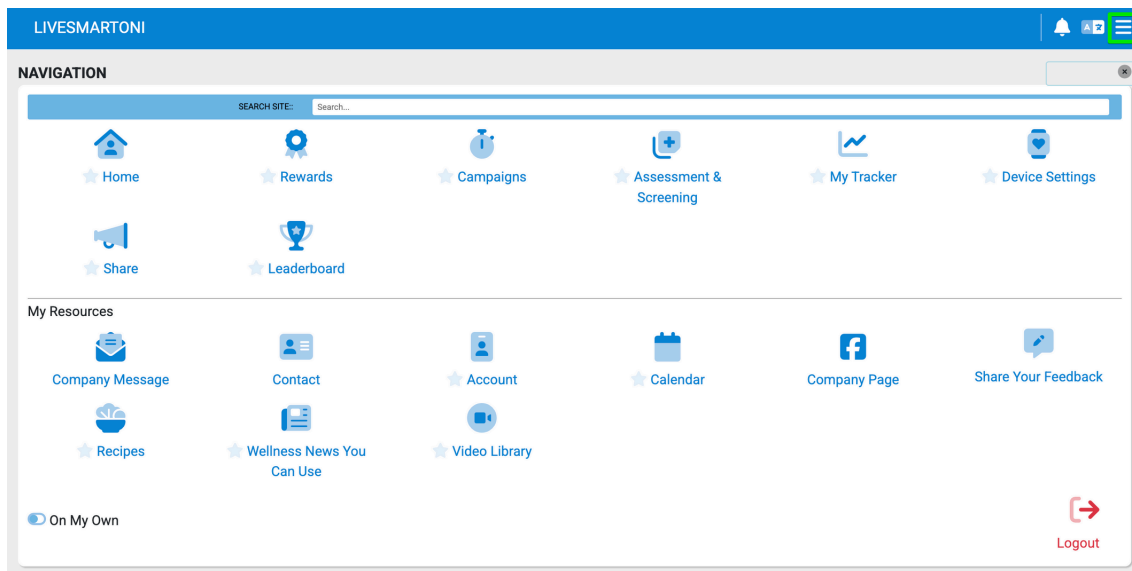 LIVESMARTONI
A
NAVIGATION
SEARCH SITE:: Search...
Home Rewards Campaigns Assessment & Screening My Tracker Device Settings
Share Leaderboard
My Resources
Company Message Contact Account Calendar Company Page Share Your Feedback
Recipes Wellness News You Can Use Video Library
On My Own
Logout